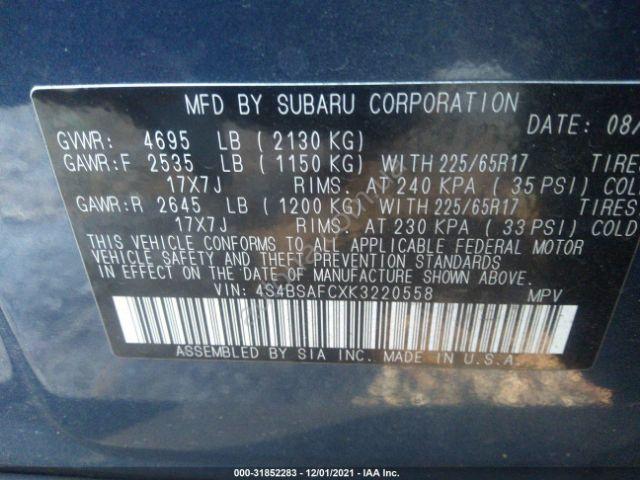 MFD BY SUBARU CORPORATION
DATE: 08/
GVWR: 4695 LB ( 2130 KG)
GAWR:F 2535 LB ( 1150 KG) WITH 225/65R17 TIRES
17X7J RIMS. AT 240 KPA ( 35 PSI) COLD
GAWR:R 2645 LB ( 1200 KG) WITH 225/65R17 TIRES
17X7J RIMS. AT 230 KPA ( 33 PSI) COLD
THIS VEHICLE CONFORMS TO ALL APPLICABLE FEDERAL MOTOR
VEHICLE SAFETY AND THEFT PREVENTION STANDARDS
IN EFFECT ON THE DATE OF MANUFACTURE SHOWN ABOVE.
VIN: 4S4BSAFCXK3220558 MPV
ASSEMBLED BY SIA INC. MADE IN U.S.A.
000-31852283 - 12/01/2021 - IAA Inc.